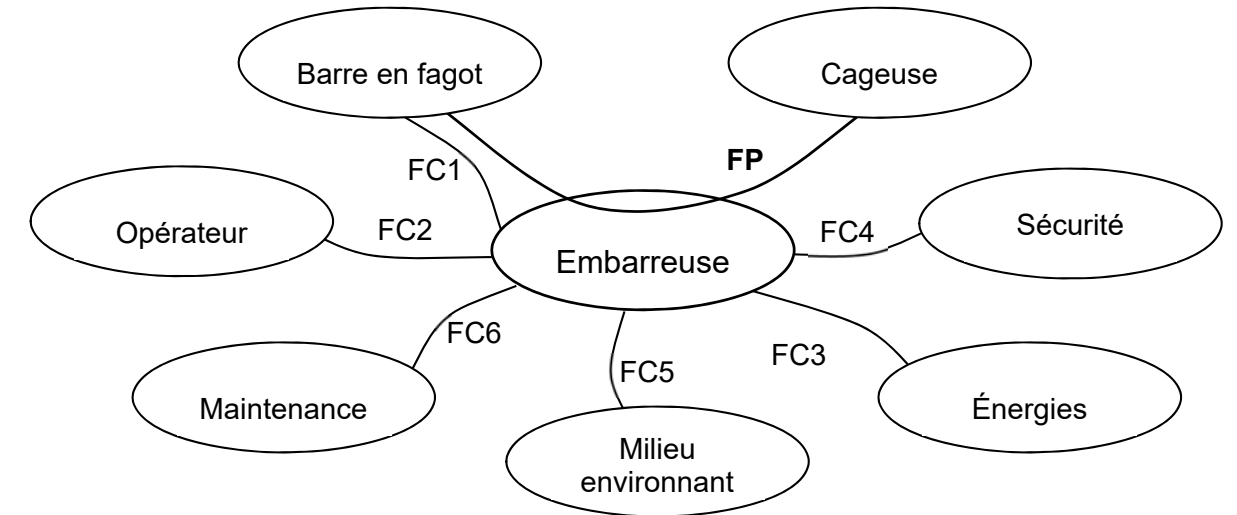 Barre en fagot
Cageuse
FP
FC1
Opérateur
FC2
FC4
Sécurité
Embarreuse
FC6
FC3
FC5
Maintenance
Énergies
Milieu
environnant